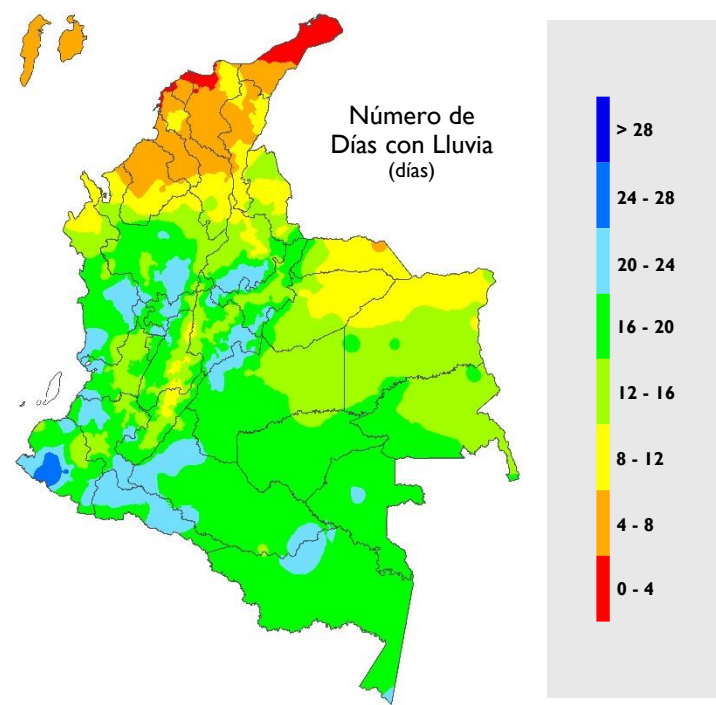 Número de
Días con Lluvia
(días)
> 28
24 - 28
20 - 24
16 - 20
12 - 16
8 - 12
4 - 8
0 - 4